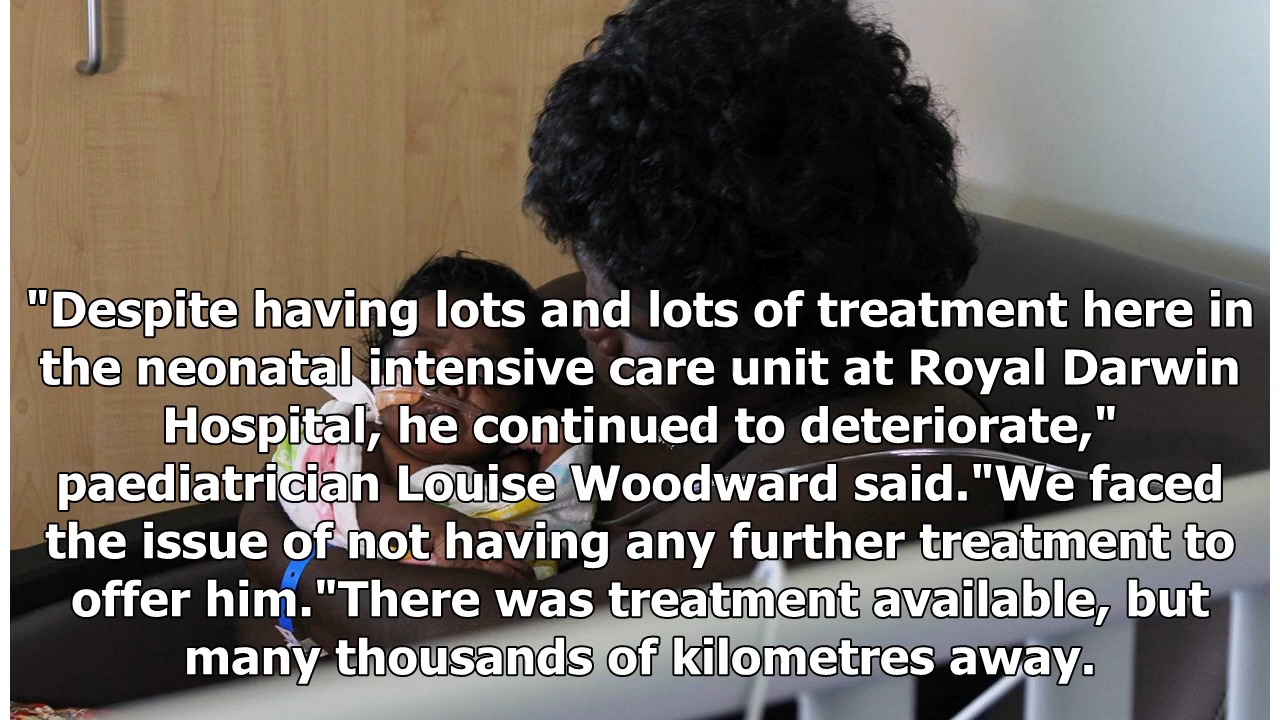 "Despite having lots and lots of treatment here in
the neonatal intensive care unit at Royal Darwin
Hospital, he continued to deteriorate,"
paediatrician Louise Woodward said."We faced
the issue of not having any further treatment to
offer him."There was treatment available, but
many thousands of kilometres away.